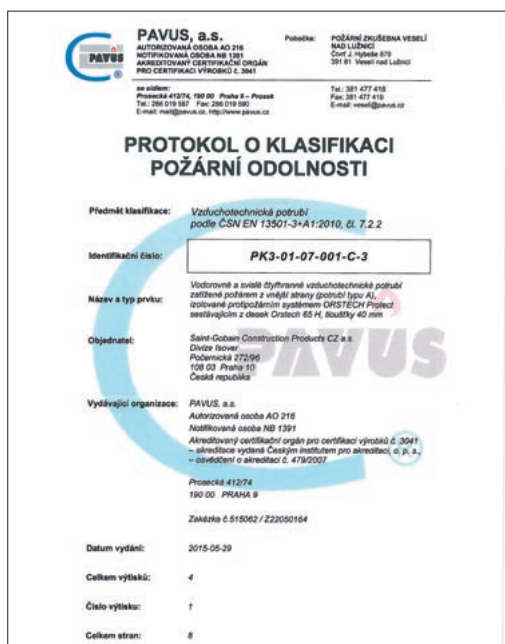 PAVUS
®
PAVUS, a.s.
AUTORIZOVANÁ OSOBA AO 216
NOTIFIKOVANÁ OSOBA NB 1391
AKREDITOVANÝ CERTIFIKAČNÍ ORGÁN
PRO CERTIFIKACI VÝROBKŮ č. 3041
Pobočka:
POŽÁRNÍ ZKUŠEBNA VESELÍ
NAD LUŽNICÍ
Čtvrť J. Hybeše 879
391 81 Veselí nad Lužnicí
se sídlem:
Prosecká 412/74, 190 00 Praha 9 – Prosek
Tel.: 286 019 587 Fax: 286 019 590
E-mail: mail@pavus.cz, http://www.pavus.cz
Tel.: 381 477 418
Fax: 381 477 419
E-mail: veseli@pavus.cz
PROTOKOL O KLASIFIKACI
POŽÁRNÍ ODOLNOSTI
Předmět klasifikace: Vzduchotechnická potrubí
podle ČSN EN 13501-3+A1:2010, čl. 7.2.2
Identifikační číslo: PK3-01-07-001-C-3
Název a typ prvku: Vodorovné a svislé čtyřhranné vzduchotechnické potrubí
zatížené požárem z vnější strany (potrubí typu A),
izolované protipožárním systémem ORSTECH Protect
sestávajícím z desek Orstech 65 H, tloušťky 40 mm
Objednatel: Saint-Gobain Construction Products CZ a.s.
Divize Isover
Počernická 272/96
108 03 Praha 10
Česká republika
PAVUS
Vydávající organizace: PAVUS, a.s.
Autorizovaná osoba AO 216
Notifikovaná osoba NB 1391
Akreditovaný certifikační orgán pro certifikaci výrobků č. 3041
– akreditace vydaná Českým institutem pro akreditaci, o. p. s.,
– osvědčení o akreditaci č. 479/2007
Prosecká 412/74
190 00 PRAHA 9
Zakázka č.515062 / Z22050164
Datum vydání: 2015-05-29
Celkem výtisků: 4
Číslo výtisku: 1
Celkem stran: 8